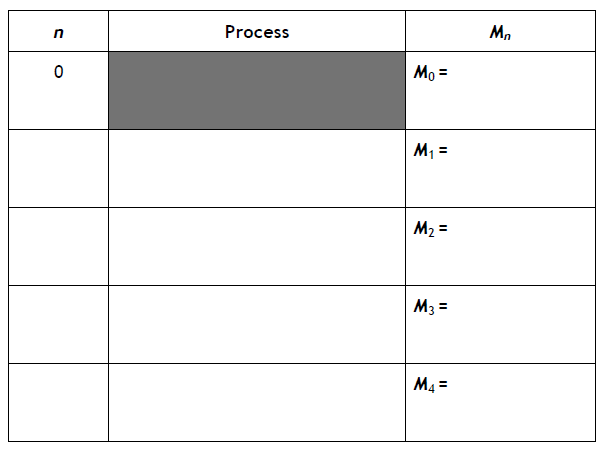 n Process Mn
0 M0 =
M1 =
M2 =
M3 =
M4 =